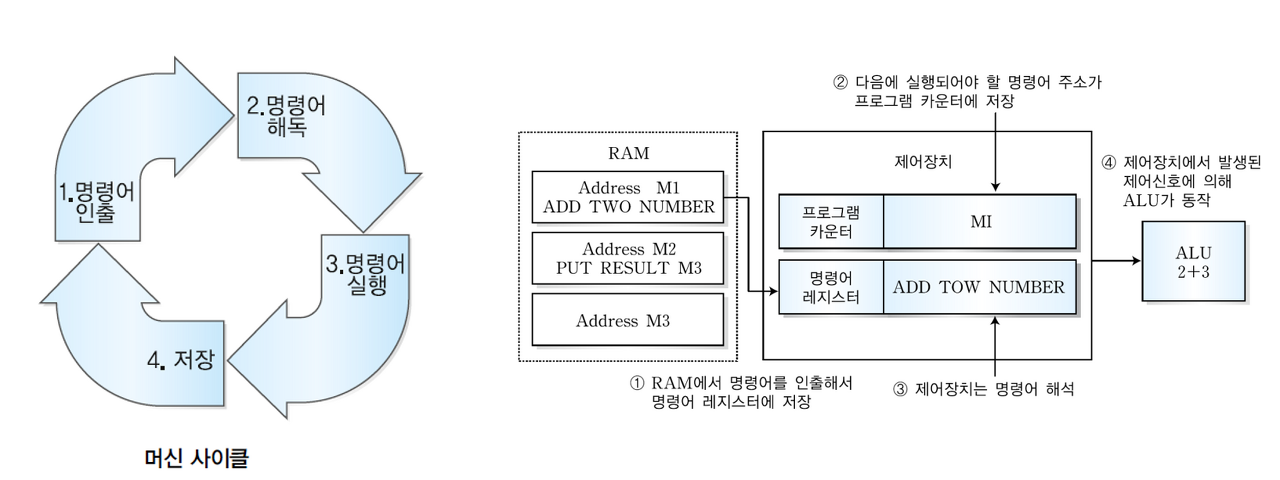 1.명령어
인출
2.명령어
해독
3.명령어
실행
4. 저장
머신 사이클
RAM
Address M1
ADD TWO NUMBER
Address M2
PUT RESULT M3
Address M3
① RAM에서 명령어를 인출해서
명령어 레지스터에 저장
② 다음에 실행되어야 할 명령어 주소가
프로그램 카운터에 저장
제어장치
프로그램
카운터
MI
명령어
레지스터
ADD TOW NUMBER
③ 제어장치는 명령어 해석
④ 제어장치에서 발생된
제어신호에 의해
ALU가 동작
ALU
2+3